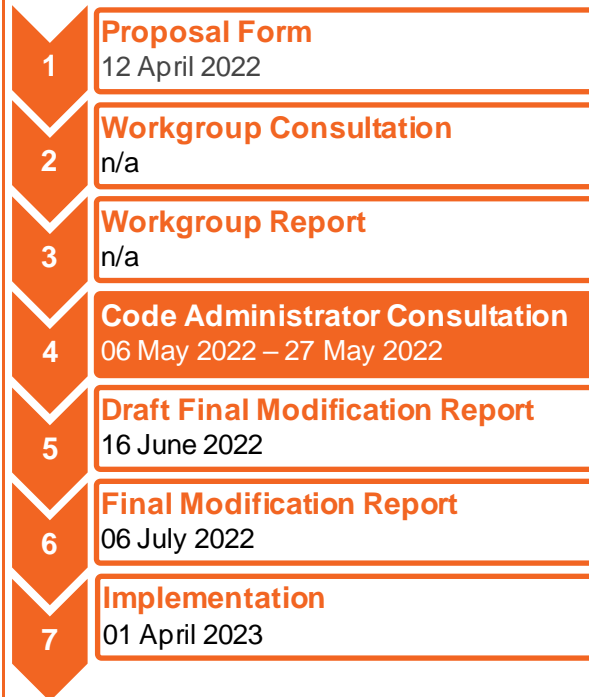 1
Proposal Form
12 April 2022
2
Workgroup Consultation
n/a
3
Workgroup Report
n/a
4
Code Administrator Consultation
06 May 2022 – 27 May 2022
5
Draft Final Modification Report
16 June 2022
6
Final Modification Report
06 July 2022
7
Implementation
01 April 2023